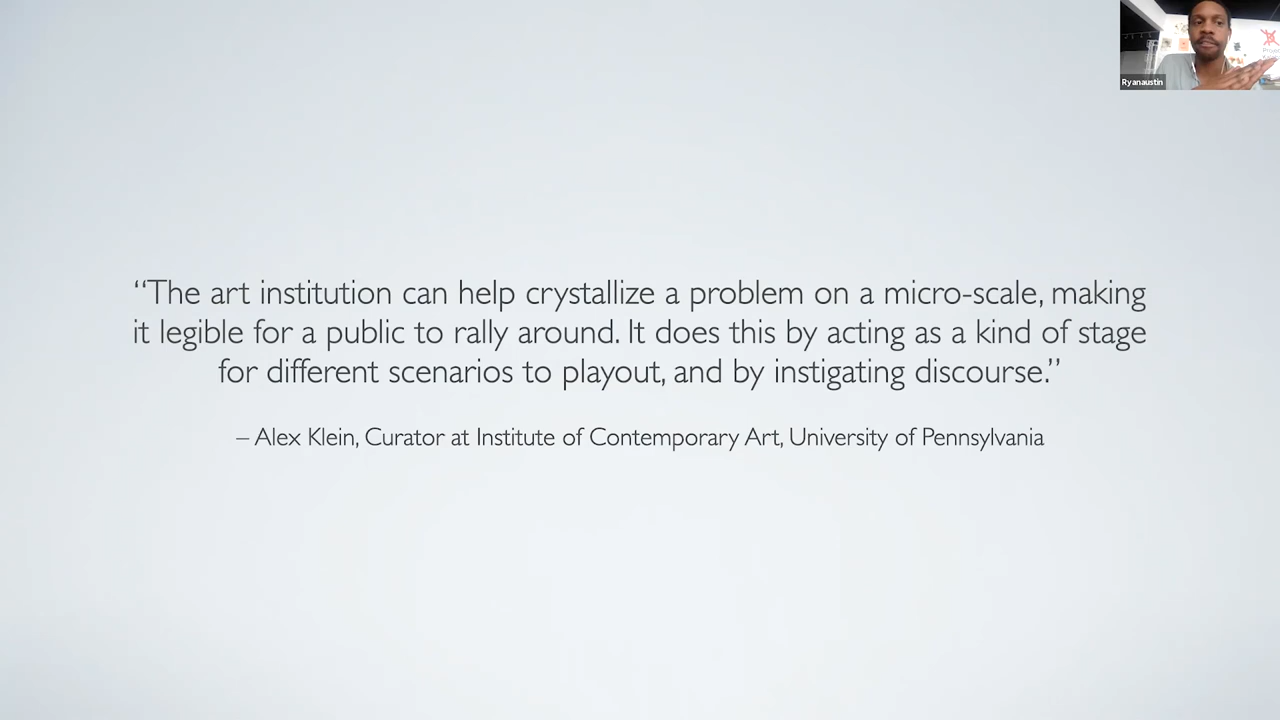 Ryanaustin
“The art institution can help crystallize a problem on a micro-scale, making
it legible for a public to rally around. It does this by acting as a kind of stage
for different scenarios to playout, and by instigating discourse.”
– Alex Klein, Curator at Institute of Contemporary Art, University of Pennsylvania